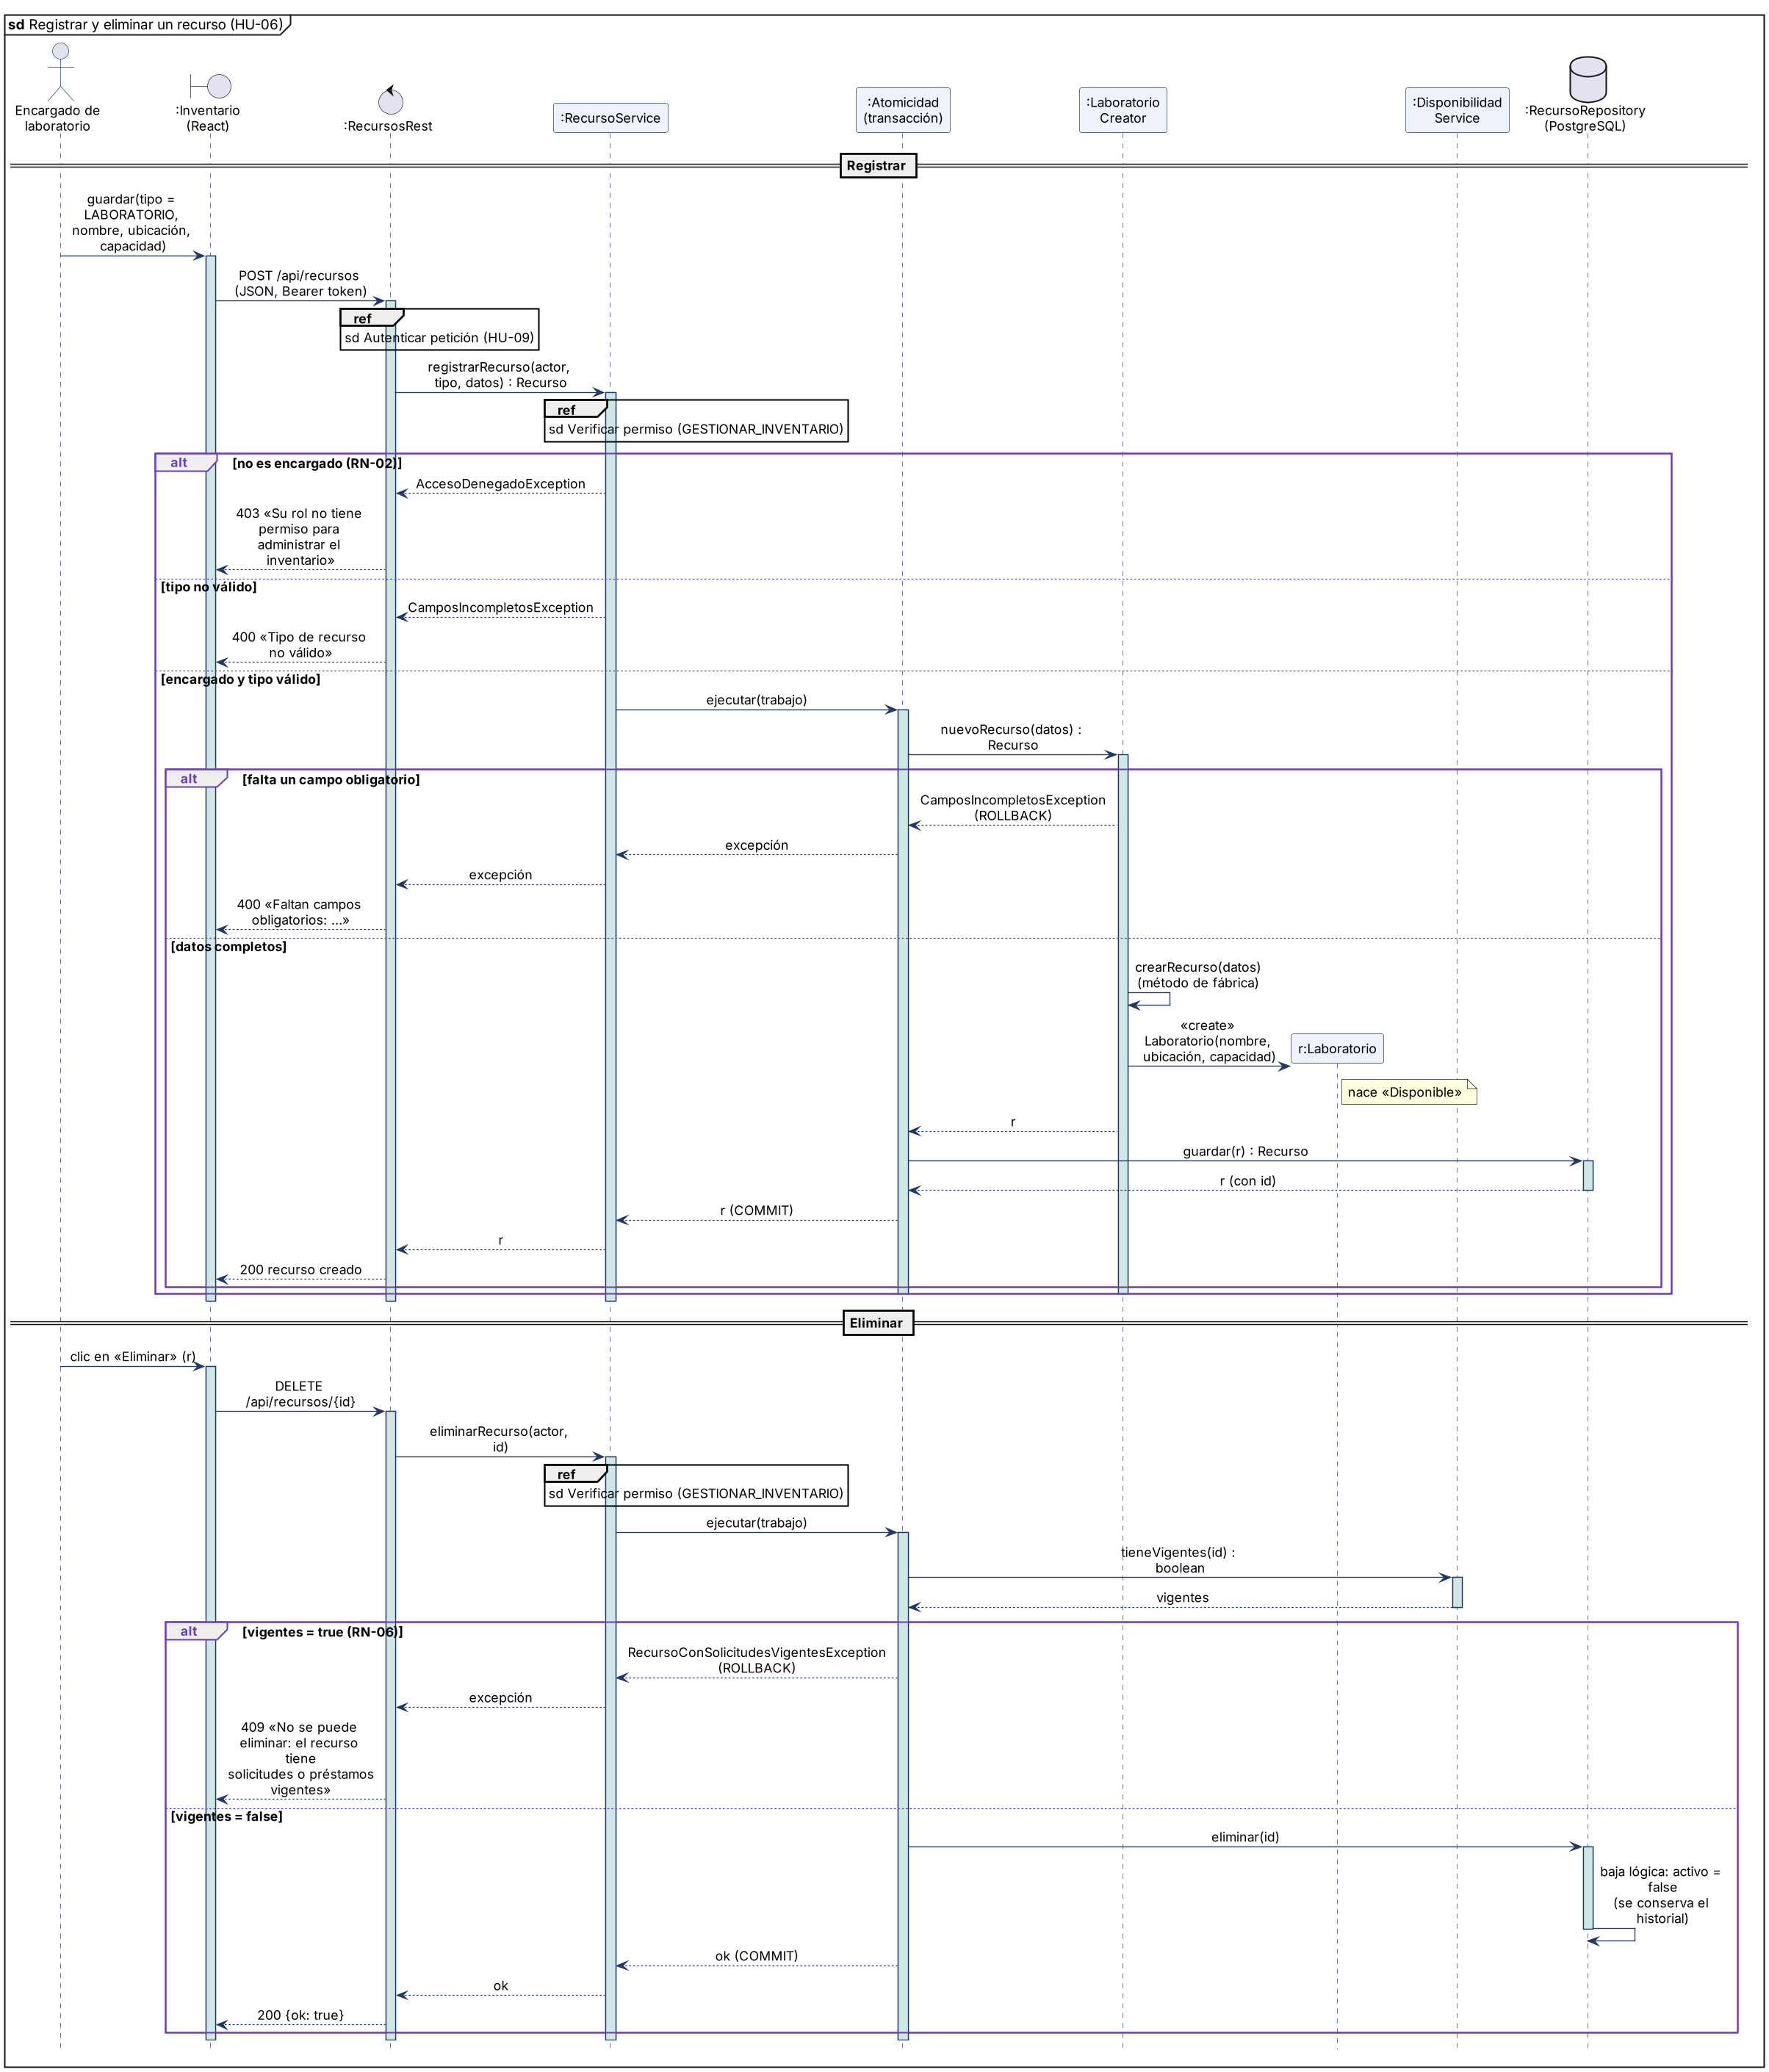 sd Registrar y eliminar un recurso (HU-06)
Encargado de
laboratorio
:Inventario
(React)
:RecursosRest
:RecursoService
:Atomicidad
(transacción)
:Laboratorio
Creator
:Disponibilidad
Service
:RecursoRepository
(PostgreSQL)
Registrar
guardar(tipo =
LABORATORIO,
nombre, ubicación,
capacidad)
POST /api/recursos
(JSON, Bearer token)
ref
sd Autenticar petición (HU-09)
registrarRecurso(actor,
tipo, datos) : Recurso
ref
sd Verificar permiso (GESTIONAR_INVENTARIO)
alt [no es encargado (RN-02)]
AccesoDenegadoException
403 «Su rol no tiene
permiso para
administrar el
inventario»
[tipo no válido]
CamposIncompletosException
400 «Tipo de recurso
no válido»
[encargado y tipo válido]
ejecutar(trabajo)
nuevoRecurso(datos) :
Recurso
alt [falta un campo obligatorio]
CamposIncompletosException
(ROLLBACK)
excepción
excepción
400 «Faltan campos
obligatorios: ...»
[datos completos]
crearRecurso(datos)
(método de fábrica)
«create»
Laboratorio(nombre,
ubicación, capacidad)
r:Laboratorio
nace «Disponible»
r
guardar(r) : Recurso
r (con id)
r (COMMIT)
r
200 recurso creado
Eliminar
clic en «Eliminar» (r)
DELETE
/api/recursos/{id}
eliminarRecurso(actor,
id)
ref
sd Verificar permiso (GESTIONAR_INVENTARIO)
ejecutar(trabajo)
tieneVigentes(id) :
boolean
vigentes
alt [vigentes = true (RN-06)]
RecursoConSolicitudesVigentesException
(ROLLBACK)
excepción
409 «No se puede
eliminar: el recurso
tiene
solicitudes o préstamos
vigentes»
[vigentes = false]
eliminar(id)
baja lógica: activo =
false
(se conserva el
historial)
ok (COMMIT)
ok
200 {ok: true}